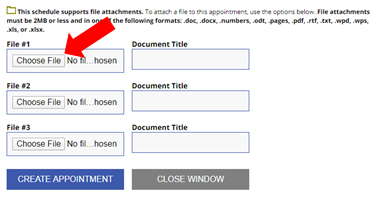 This schedule supports file attachments. To attach a file to this appointment, use the options below. File attachments
must be 2MB or less and in one of the following formats: .doc, .docx, .numbers, .odt, .pages, .pdf, .rtf, .txt, .wpd, .wps,
.xls, or .xlsx.
File #1 Document Title
Choose File No fil...hosen
File #2 Document Title
Choose File No fil...hosen
File #3 Document Title
Choose File No fil...hosen
CREATE APPOINTMENT CLOSE WINDOW